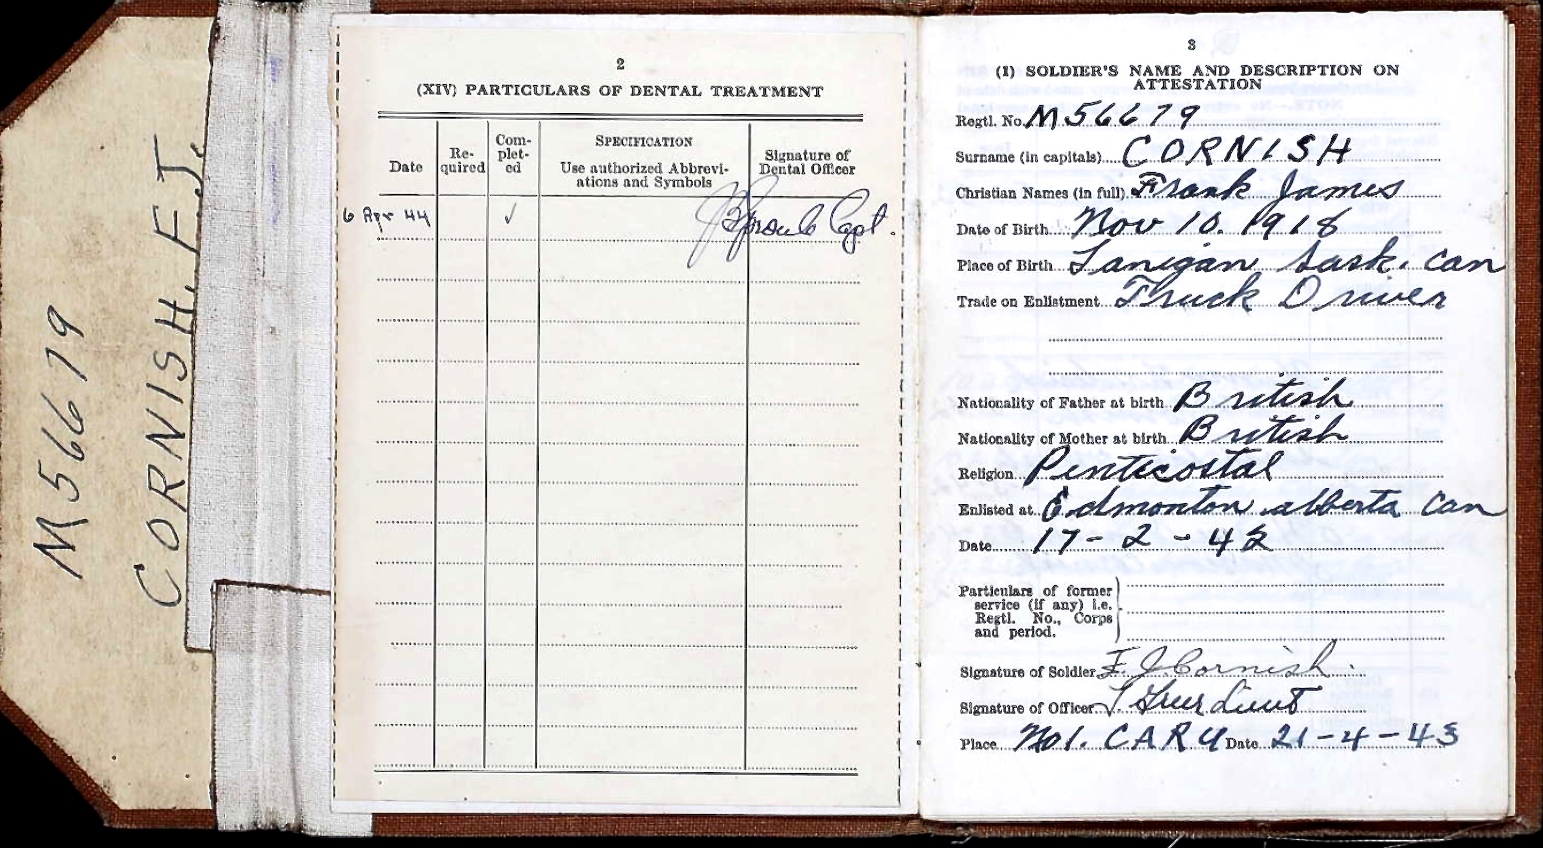 M56679
CORNISH. F.J.
2
(XIV) PARTICULARS OF DENTAL TREATMENT
Date
Re-
quired
Com-
plet-
ed
SPECIFICATION
Use authorized Abbrevi-
ations and Symbols
Signature of
Dental Officer
6 Apr 44 ✓ Capt.
3
(1) SOLDIER'S NAME AND DESCRIPTION ON
ATTESTATION
Regtl. No. M56679
Surname (in capitals) CORNISH
Christian Names (in full) Frank James
Date of Birth Nov 10. 1918
Place of Birth Lanigan Sask. Can
Trade on Enlistment Truck Driver
Nationality of Father at birth British
Nationality of Mother at birth British
Religion Penticostal
Enlisted at Edmonton alberta Can
Date 17-2-43
Particulars of former
service (if any) i.e.
Regtl. No., Corps
and period.
Signature of Soldier F. J. Cornish.
Signature of Officer Lieut
Place No 1. CARU Date 21-4-43